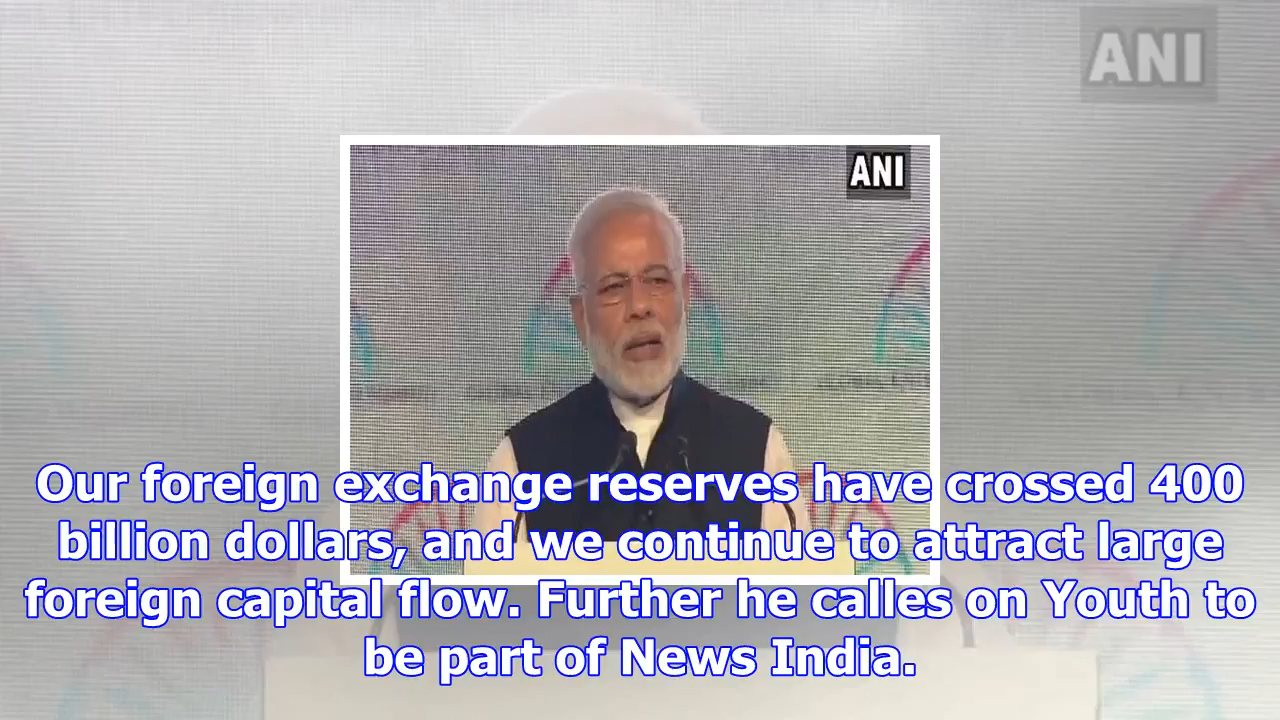 ANI
ANI
Our foreign exchange reserves have crossed 400
billion dollars, and we continue to attract large
foreign capital flow. Further he calles on Youth to
be part of News India.